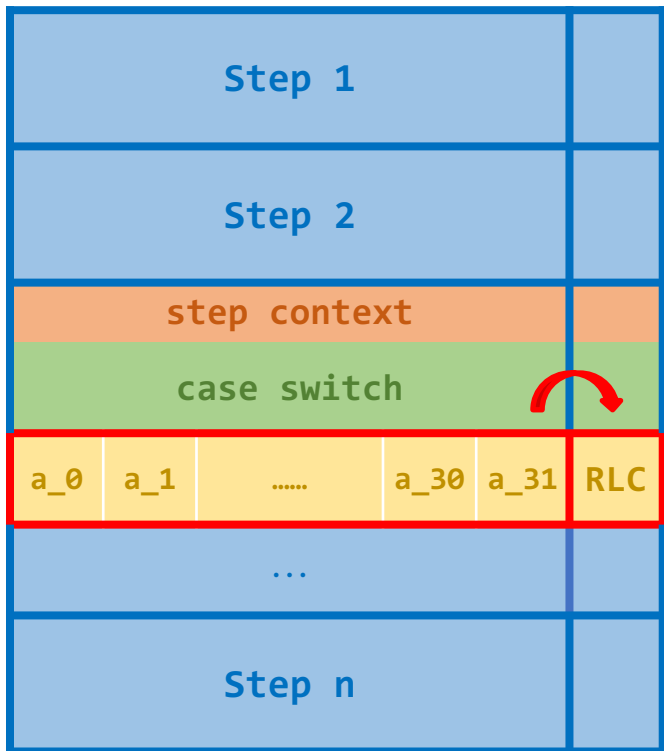 Step 1
Step 2
step context
case switch
a_0 a_1 …… a_30 a_31 RLC
...
Step n